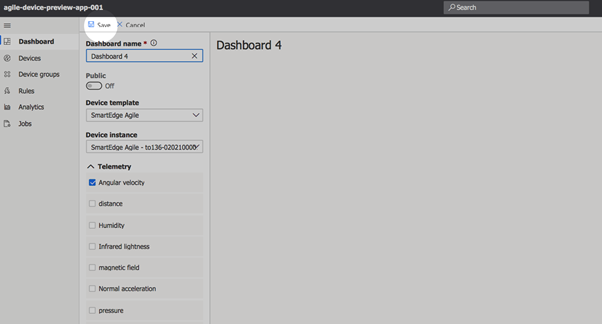 agile-device-preview-app-001
Search
Save Cancel
Dashboard
Devices
Device groups
Rules
Analytics
Jobs
Dashboard name *
Dashboard 4
Public
Off
Device template
SmartEdge Agile
Device instance
SmartEdge Agile - to136-020210000
Telemetry
Angular velocity
distance
Humidity
Infrared lightness
magnetic field
Normal acceleration
pressure
Dashboard 4